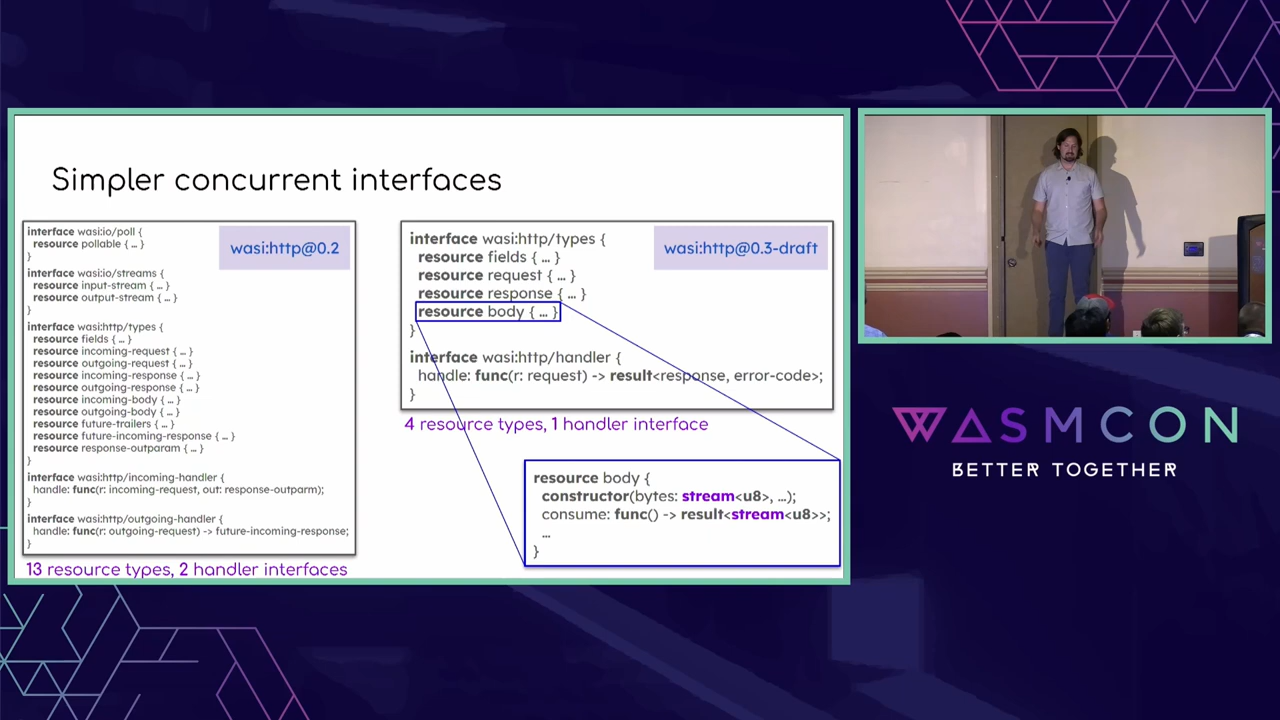 Simpler concurrent interfaces
interface wasi:io/poll {
resource pollable { … }
}
interface wasi:io/streams {
resource input-stream { … }
resource output-stream { … }
}
interface wasi:http/types {
resource fields { … }
resource incoming-request { … }
resource outgoing-request { … }
resource incoming-response { … }
resource outgoing-response { … }
resource incoming-body { … }
resource outgoing-body { … }
resource future-trailers { … }
resource future-incoming-response { … }
resource response-outparam { … }
}
interface wasi:http/incoming-handler {
handle: func(r: incoming-request, out: response-outparm);
}
interface wasi:http/outgoing-handler {
handle: func(r: outgoing-request) -> future-incoming-response;
}
wasi:http@0.2
13 resource types, 2 handler interfaces
interface wasi:http/types {
resource fields { … }
resource request { … }
resource response { … }
resource body { … }
}
interface wasi:http/handler {
handle: func(r: request) -> result<response, error-code>;
}
wasi:http@0.3-draft
4 resource types, 1 handler interface
resource body {
constructor(bytes: stream<u8>, …);
consume: func() -> result<stream<u8>>;
…
}
WASMCON
BETTER TOGETHER